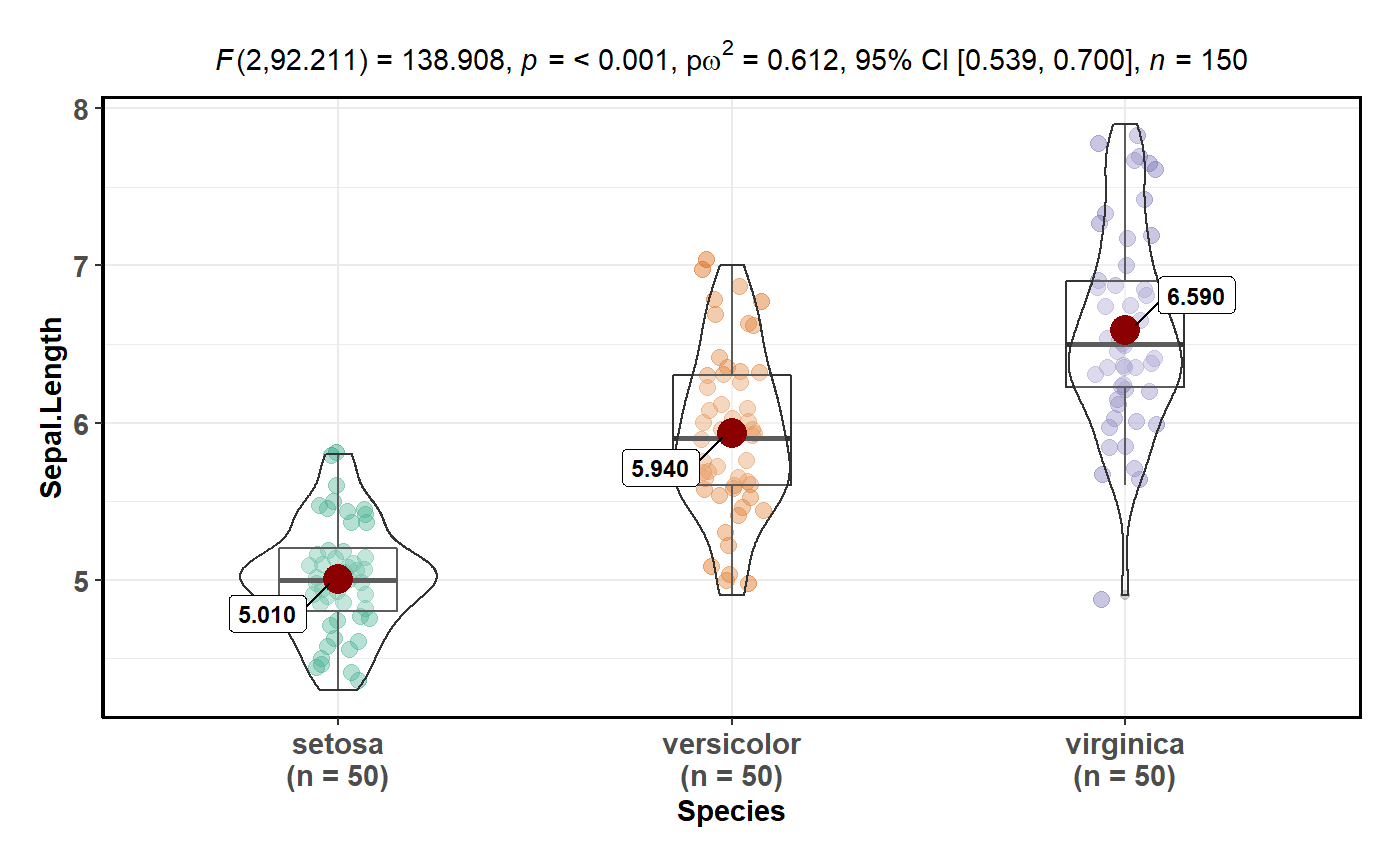 F(2,92.211) = 138.908, p = < 0.001, pω² = 0.612, 95% CI [0.539, 0.700], n = 150
8
7
6
5
Sepal.Length
6.590
5.940
5.010
setosa
(n = 50)
versicolor
(n = 50)
virginica
(n = 50)
Species